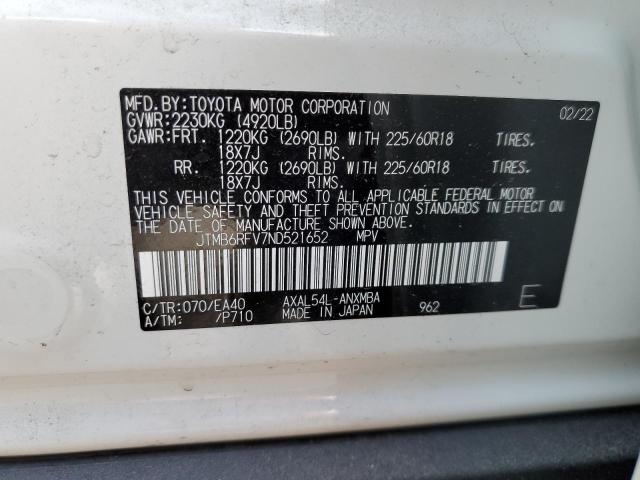 MFD.BY:TOYOTA MOTOR CORPORATION 02/22
GVWR:2230KG (4920LB)
GAWR:FRT. 1220KG (2690LB) WITH 225/60R18 TIRES.
18X7J RIMS.
RR. 1220KG (2690LB) WITH 225/60R18 TIRES.
18X7J RIMS.
THIS VEHICLE CONFORMS TO ALL APPLICABLE FEDERAL MOTOR
VEHICLE SAFETY AND THEFT PREVENTION STANDARDS IN EFFECT ON
THE DATE OF MANUFACTURE SHOWN ABOVE.
JTMB6RFV7ND521652 MPV
C/TR:070/EA40 AXAL54L-ANXMBA
A/TM: /P710 MADE IN JAPAN 962 E